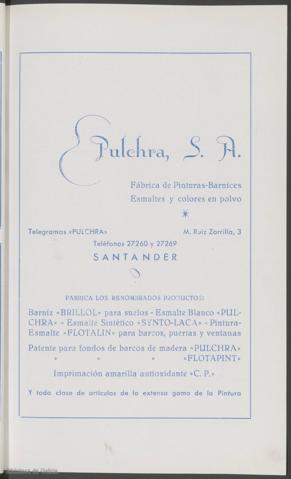 Pulchra, S. A.
Fábrica de Pinturas-Barnices
Esmaltes y colores en polvo
*
Telegramas «PULCHRA» M. Ruiz Zorrilla, 3
Teléfonos 27260 y 27269
SANTANDER
FABRICA LOS RENOMBRADOS PRODUCTOS:
Barniz «BRILLOL» para suelos - Esmalte Blanco «PUL-
CHRA» - Esmalte Sintético «SYNTO-LACA» - Pintura-
Esmalte «FLOTALIN» para barcos, puertas y ventanas
Patente para fondos de barcos de madera «PULCHRA»
» » » » «FLOTAPINT»
Imprimación amarilla antioxidante «C. P.»
Y toda clase de artículos de la extensa gama de la Pintura
Biblioteca de Galicia